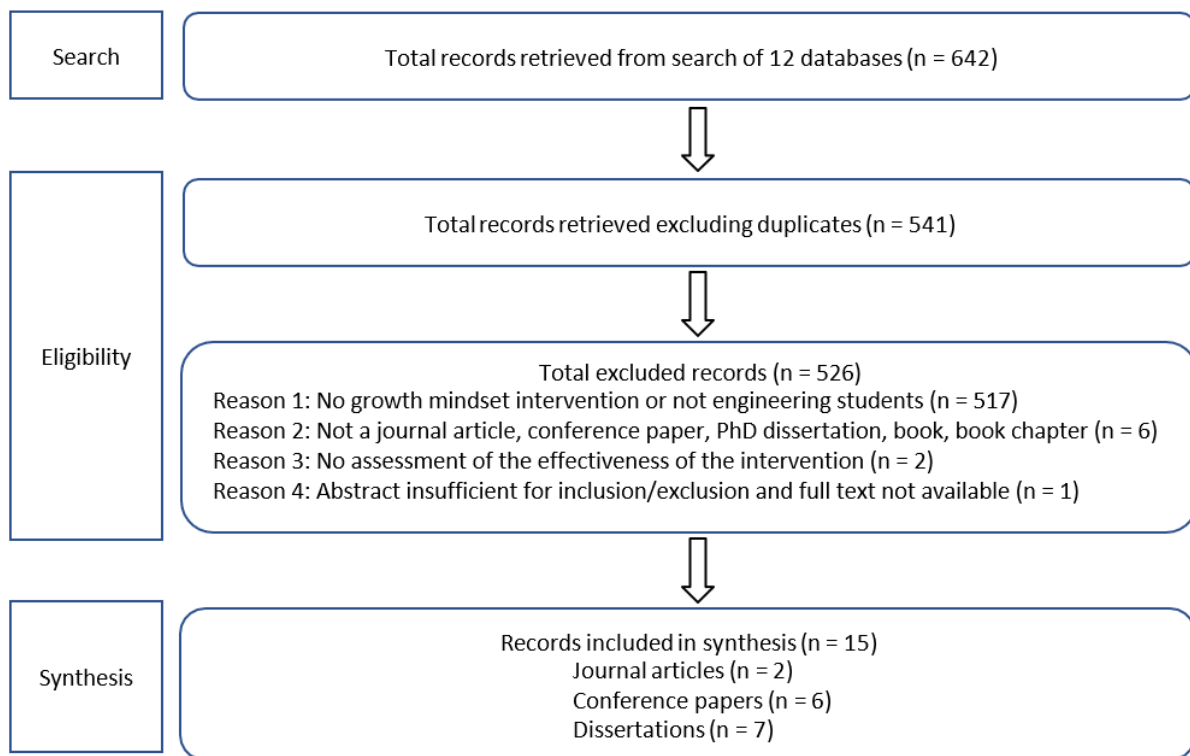 Search
Total records retrieved from search of 12 databases (n = 642)
Total records retrieved excluding duplicates (n = 541)
Eligibility
Total excluded records (n = 526)
Reason 1: No growth mindset intervention or not engineering students (n = 517)
Reason 2: Not a journal article, conference paper, PhD dissertation, book, book chapter (n = 6)
Reason 3: No assessment of the effectiveness of the intervention (n = 2)
Reason 4: Abstract insufficient for inclusion/exclusion and full text not available (n = 1)
Synthesis
Records included in synthesis (n = 15)
Journal articles (n = 2)
Conference papers (n = 6)
Dissertations (n = 7)